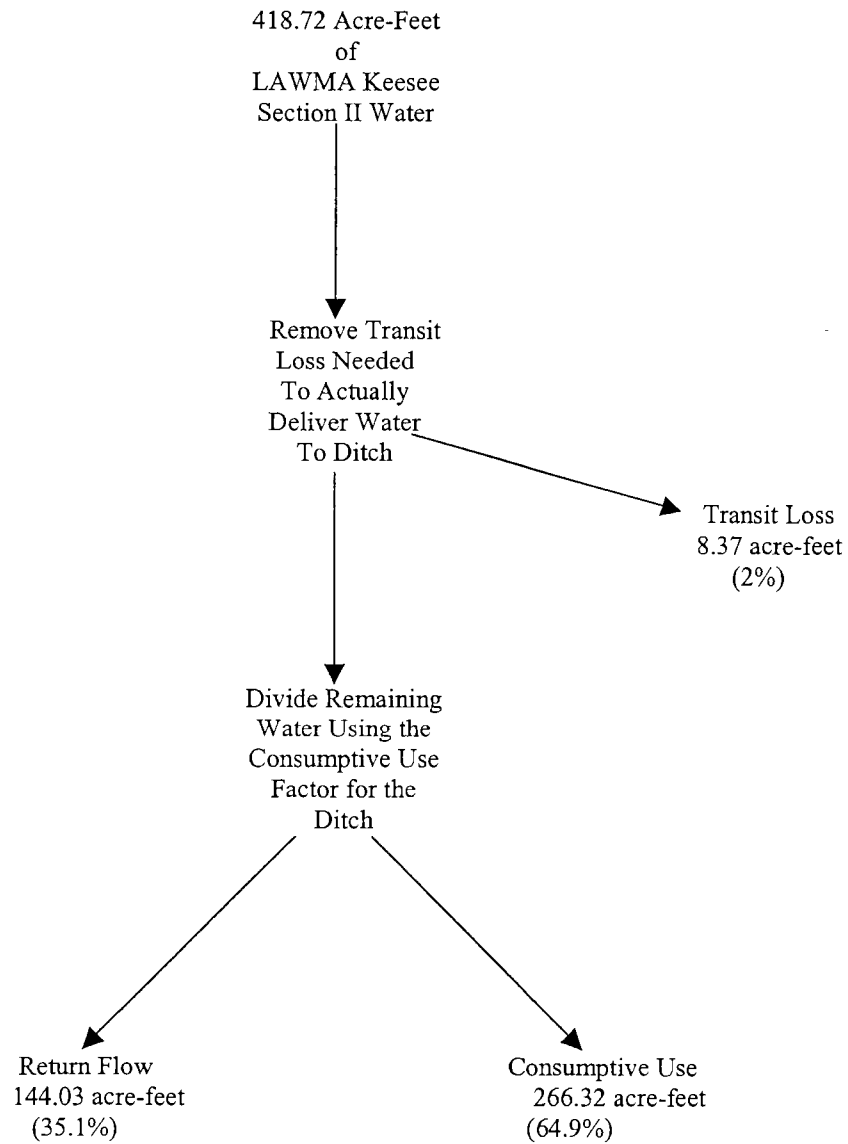 418.72 Acre-Feet
of
LAWMA Keesee
Section II Water
Remove Transit
Loss Needed
To Actually
Deliver Water
To Ditch
Transit Loss
8.37 acre-feet
(2%)
Divide Remaining
Water Using the
Consumptive Use
Factor for the
Ditch
Return Flow
144.03 acre-feet
(35.1%)
Consumptive Use
266.32 acre-feet
(64.9%)